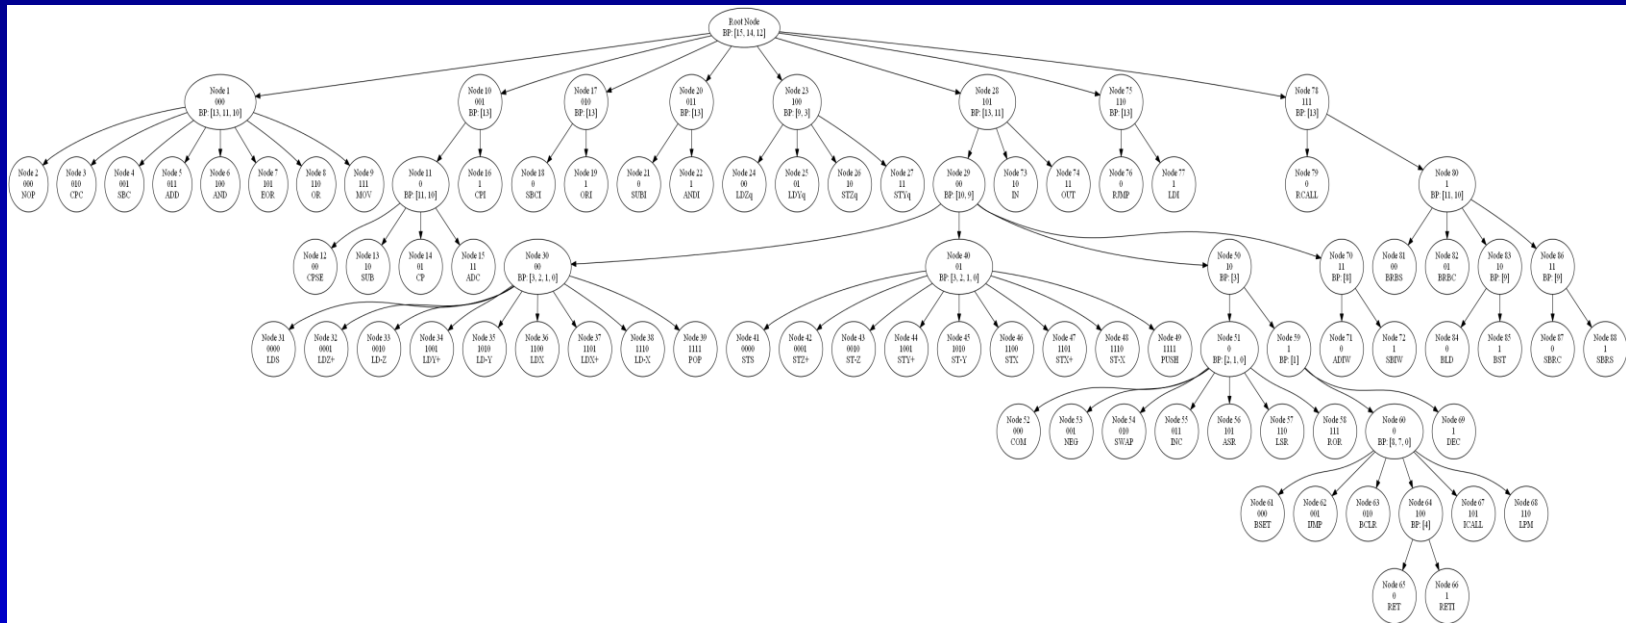 Root Node
BP: [15, 14, 12]
Node 1
000
BP: [13, 11, 10]
Node 10
001
BP: [13]
Node 17
010
BP: [13]
Node 20
011
BP: [13]
Node 23
100
BP: [9, 3]
Node 28
101
BP: [13, 11]
Node 75
110
BP: [13]
Node 78
111
BP: [13]
Node 2
000
NOP
Node 3
010
CPC
Node 4
001
SBC
Node 5
011
ADD
Node 6
100
AND
Node 7
101
EOR
Node 8
110
OR
Node 9
111
MOV
Node 11
0
BP: [11, 10]
Node 16
1
CPI
Node 18
0
SBCI
Node 19
1
ORI
Node 21
0
SUBI
Node 22
1
ANDI
Node 24
00
LDZq
Node 25
01
LDYq
Node 26
10
STZq
Node 27
11
STYq
Node 29
00
BP: [10, 9]
Node 73
10
IN
Node 74
11
OUT
Node 76
0
RJMP
Node 77
1
LDI
Node 79
0
RCALL
Node 80
1
BP: [11, 10]
Node 12
00
CPSE
Node 13
10
SUB
Node 14
01
CP
Node 15
11
ADC
Node 30
00
BP: [3, 2, 1, 0]
Node 40
01
BP: [3, 2, 1, 0]
Node 50
10
BP: [3]
Node 70
11
BP: [8]
Node 81
00
BRBS
Node 82
01
BRBC
Node 83
10
BP: [9]
Node 86
11
BP: [9]
Node 31
0000
LDS
Node 32
0001
LDZ+
Node 33
0010
LD-Z
Node 34
1001
LDY+
Node 35
1010
LD-Y
Node 36
1100
LDX
Node 37
1101
LDX+
Node 38
1110
LD-X
Node 39
1111
POP
Node 41
0000
STS
Node 42
0001
STZ+
Node 43
0010
ST-Z
Node 44
1001
STY+
Node 45
1010
ST-Y
Node 46
1100
STX
Node 47
1101
STX+
Node 48
1110
ST-X
Node 49
1111
PUSH
Node 51
0
BP: [2, 1, 0]
Node 59
1
BP: [1]
Node 71
0
ADIW
Node 72
1
SBIW
Node 84
0
BLD
Node 85
1
BST
Node 87
0
SBRC
Node 88
1
SBRS
Node 52
000
COM
Node 53
001
NEG
Node 54
010
SWAP
Node 55
011
INC
Node 56
101
ASR
Node 57
110
LSR
Node 58
111
ROR
Node 60
0
BP: [8, 7, 0]
Node 69
1
DEC
Node 61
000
BSET
Node 62
001
IJMP
Node 63
010
BCLR
Node 64
100
BP: [4]
Node 67
101
ICALL
Node 68
110
LPM
Node 65
0
RET
Node 66
1
RETI